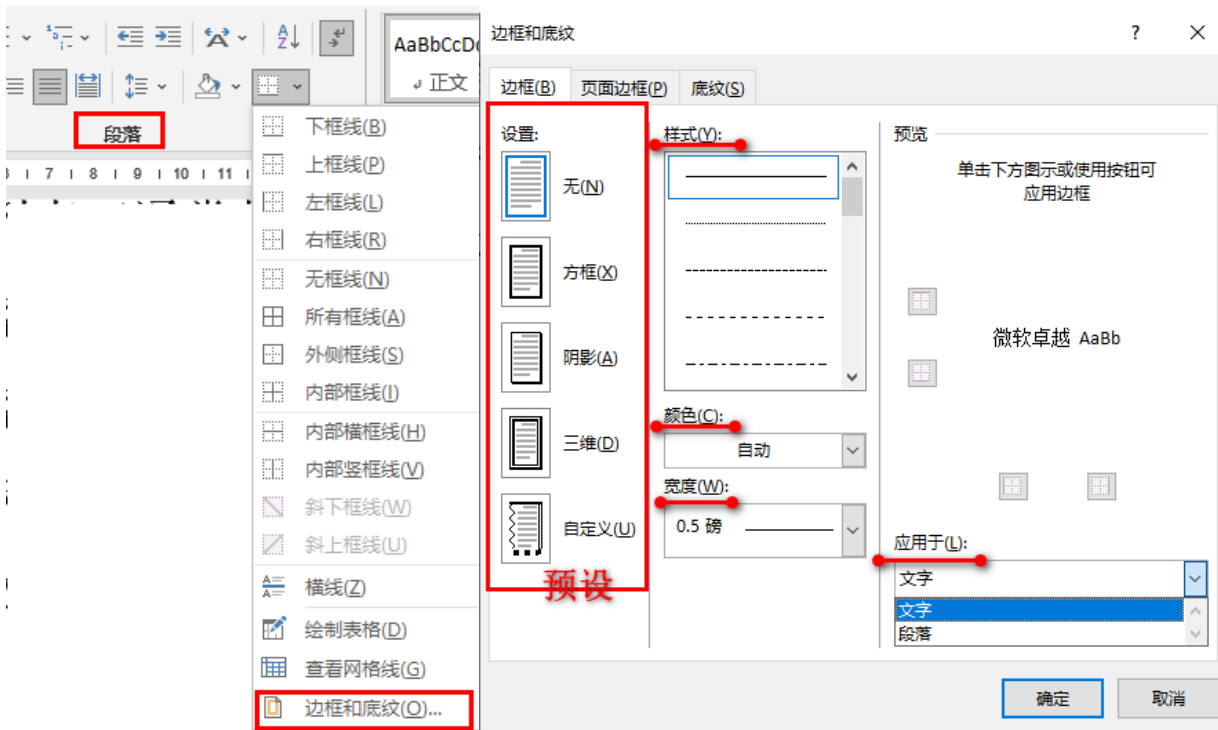 AaBbCcD
正文
段落
7 8 9 10 11
下框线(B)
上框线(P)
左框线(L)
右框线(R)
无框线(N)
所有框线(A)
外侧框线(S)
内部框线(I)
内部横框线(H)
内部竖框线(V)
斜下框线(W)
斜上框线(U)
横线(Z)
绘制表格(D)
查看网格线(G)
边框和底纹(O)...
边框和底纹
?
边框(B) 页面边框(P) 底纹(S)
设置:
无(N)
方框(X)
阴影(A)
三维(D)
自定义(U)
预设
样式(Y):
颜色(C):
自动
宽度(W):
0.5 磅
预览
单击下方图示或使用按钮可
应用边框
微软卓越 AaBb
应用于(L):
文字
文字
段落
确定 取消